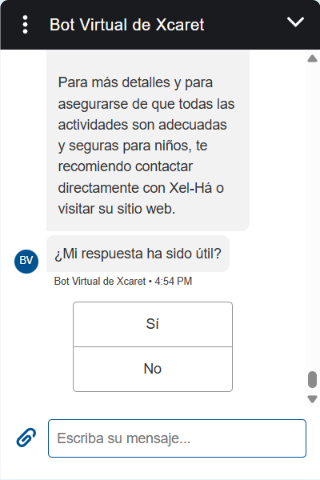 Bot Virtual de Xcaret
Para más detalles y para
asegurarse de que todas las
actividades son adecuadas
y seguras para niños, te
recomiendo contactar
directamente con Xel-Há o
visitar su sitio web.
¿Mi respuesta ha sido útil?
BV
Bot Virtual de Xcaret • 4:54 PM
Sí
No
Escriba su mensaje...